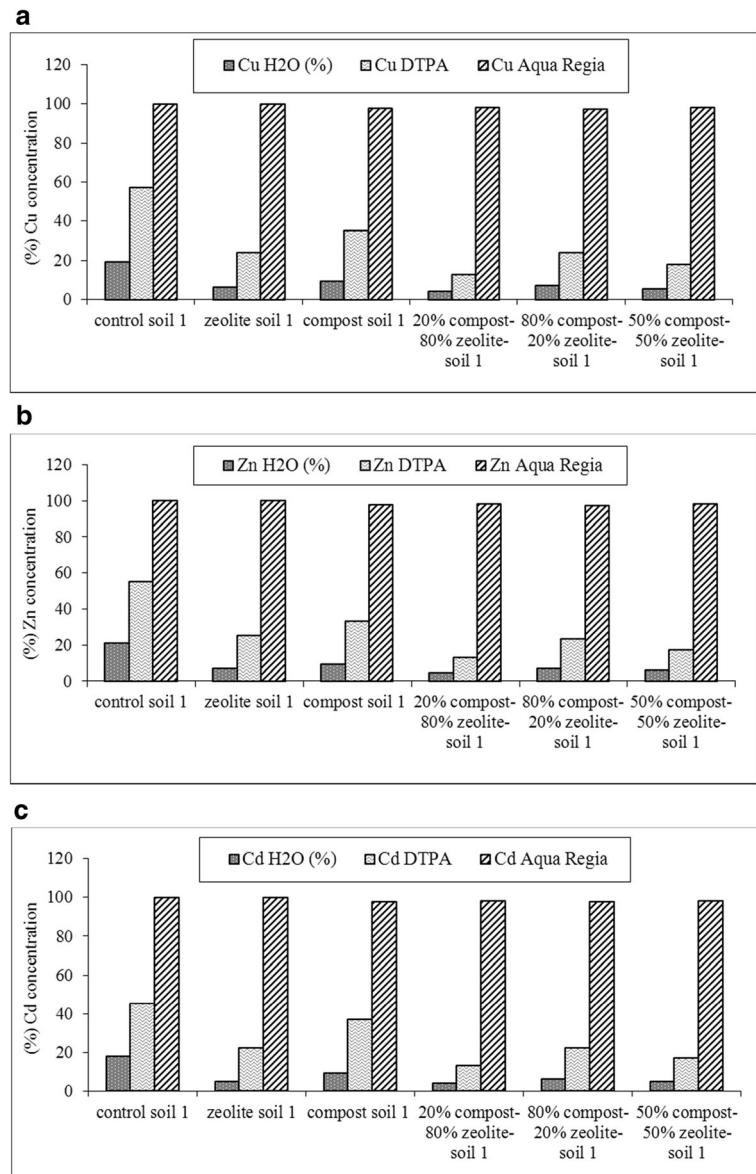 a
Cu H2O (%) Cu DTPA Cu Aqua Regia
120
100
80
60
40
20
0
(%) Cu concentration
control soil 1 zeolite soil 1 compost soil 1 20% compost- 80% compost- 50% compost-
80% zeolite- 20% zeolite- 50% zeolite-
soil 1 soil 1 soil 1
b
Zn H2O (%) Zn DTPA Zn Aqua Regia
120
100
80
60
40
20
0
(%) Zn concentration
control soil 1 zeolite soil 1 compost soil 1 20% compost- 80% compost- 50% compost-
80% zeolite- 20% zeolite- 50% zeolite-
soil 1 soil 1 soil 1
c
Cd H2O (%) Cd DTPA Cd Aqua Regia
120
100
80
60
40
20
0
(%) Cd concentration
control soil 1 zeolite soil 1 compost soil 1 20% compost- 80% compost- 50% compost-
80% zeolite- 20% zeolite- 50% zeolite-
soil 1 soil 1 soil 1